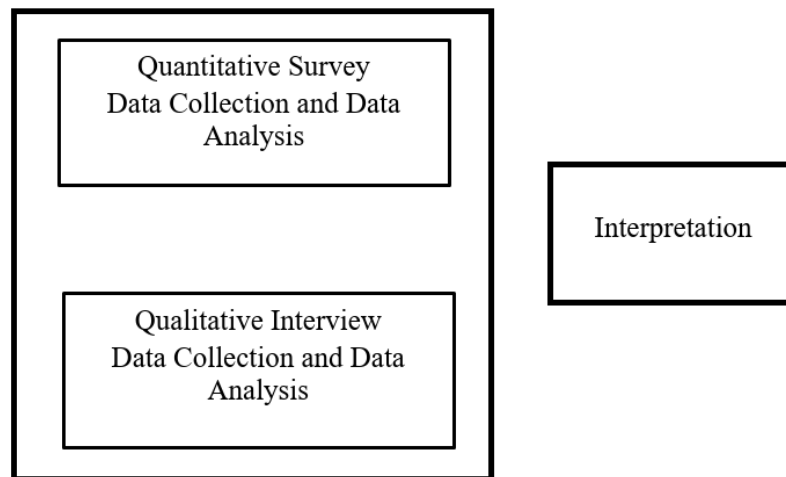 Quantitative Survey
Data Collection and Data
Analysis
Interpretation
Qualitative Interview
Data Collection and Data
Analysis